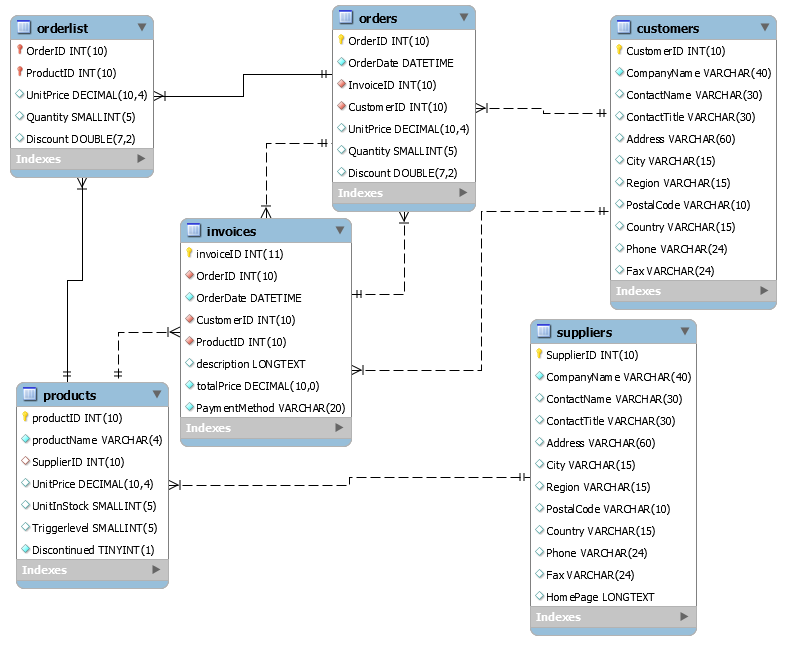 orderlist
OrderID INT(10)
ProductID INT(10)
UnitPrice DECIMAL(10,4)
Quantity SMALLINT(5)
Discount DOUBLE(7,2)
Indexes
orders
OrderID INT(10)
OrderDate DATETIME
InvoiceID INT(10)
CustomerID INT(10)
UnitPrice DECIMAL(10,4)
Quantity SMALLINT(5)
Discount DOUBLE(7,2)
Indexes
customers
CustomerID INT(10)
CompanyName VARCHAR(40)
ContactName VARCHAR(30)
ContactTitle VARCHAR(30)
Address VARCHAR(60)
City VARCHAR(15)
Region VARCHAR(15)
PostalCode VARCHAR(10)
Country VARCHAR(15)
Phone VARCHAR(24)
Fax VARCHAR(24)
Indexes
invoices
invoiceID INT(11)
OrderID INT(10)
OrderDate DATETIME
CustomerID INT(10)
ProductID INT(10)
description LONGTEXT
totalPrice DECIMAL(10,0)
PaymentMethod VARCHAR(20)
Indexes
suppliers
SupplierID INT(10)
CompanyName VARCHAR(40)
ContactName VARCHAR(30)
ContactTitle VARCHAR(30)
Address VARCHAR(60)
City VARCHAR(15)
Region VARCHAR(15)
PostalCode VARCHAR(10)
Country VARCHAR(15)
Phone VARCHAR(24)
Fax VARCHAR(24)
HomePage LONGTEXT
Indexes
products
productID INT(10)
productName VARCHAR(4)
SupplierID INT(10)
UnitPrice DECIMAL(10,4)
UnitInStock SMALLINT(5)
Triggerlevel SMALLINT(5)
Discontinued TINYINT(1)
Indexes